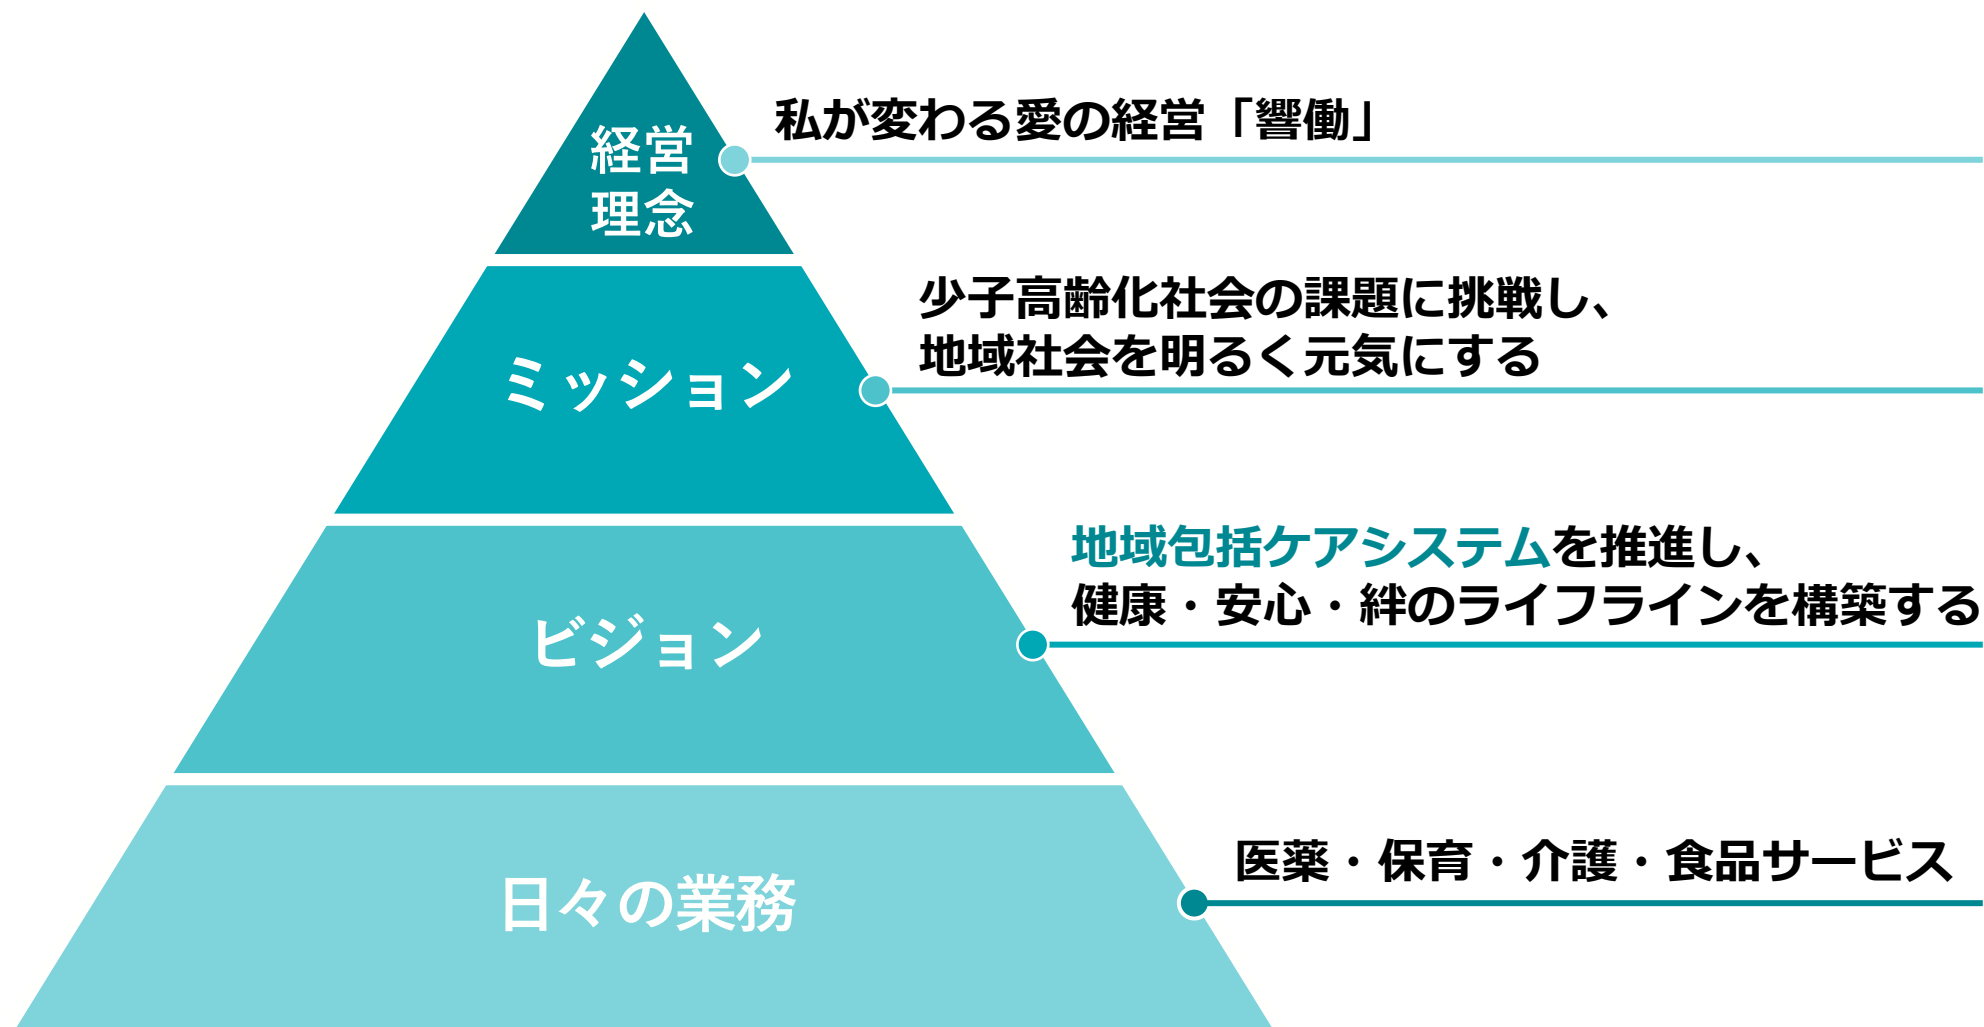 経営
理念
私が変わる愛の経営「響働」
ミッション
少子高齢化社会の課題に挑戦し、
地域社会を明るく元気にする
ビジョン
地域包括ケアシステムを推進し、
健康・安心・絆のライフラインを構築する
日々の業務
医薬・保育・介護・食品サービス